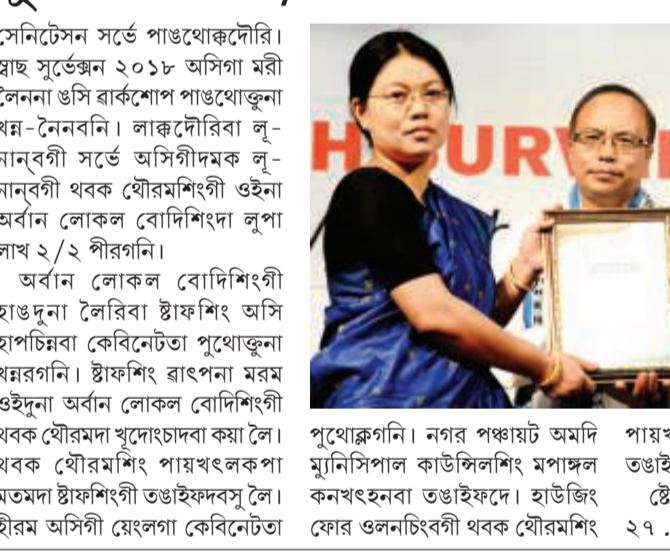 সেনিটেসন সর্ভে পাঙথোক্কদৌরি।
স্বাছ সুর্ভেক্সন ২০১৮ অসিগা মরী
লৈননা ঙসি ৱার্কশোপ পাঙথোক্তুনা
খন্ন-নৈনবনি। লাক্কদৌরিবা লূ-
নান্‌বগী সর্ভে অসিগীদমক লূ-
নান্‌বগী থবক থৌরমশিংগী ওইনা
অর্বান লোকল বোদিশিংদা লুপা
লাখ ২/২ পীরগনি।
অর্বান লোকল বোদিশিংগী
হাঙদুনা লৈরিবা ষ্টাফশিং অসি
হাপচিন্নবা কেবিনেটতা পুথোক্তুনা
খন্নরগনি। ষ্টাফশিং ৱাৎপনা মরম
ওইদুনা অর্বান লোকল বোদিশিংগী
থবক থৌরমদা খূদোংচাদবা কয়া লৈ।
থবক থৌরমশিং পায়খৎলকপা
মতমদা ষ্টাফশিংগী তঙাইফদবসু লৈ।
হীরম অসিগী য়েংলগা কেবিনেটতা
H SURV
পুথোক্লগনি। নগর পঞ্চায়ট অমদি
ম্যুনিসিপাল কাউন্সিলশিং মপাঙ্গল
কনখৎহনবা তঙাইফদে। হাউজিং
ফোর ওলনচিংবগী থবক থৌরমশিং
পায়খ
তঙাই
ষ্টে
২৭ .